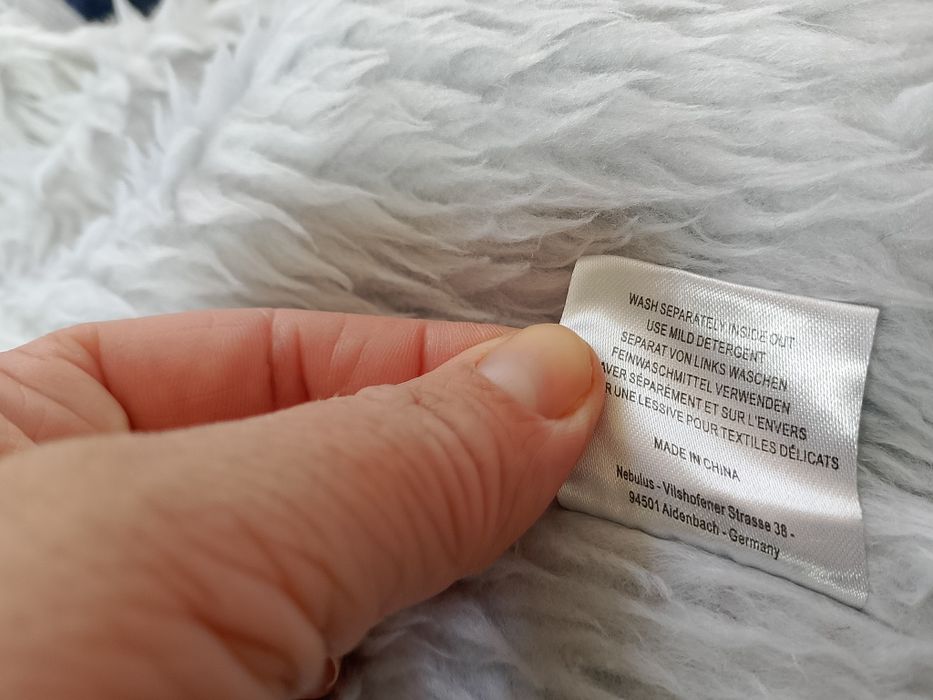 WASH SEPARATELY INSIDE OUT
USE MILD DETERGENT
SEPARAT VON LINKS WASCHEN
FEINWASCHMITTEL VERWENDEN
AVER SÉPARÉMENT ET SUR L'ENVERS
R UNE LESSIVE POUR TEXTILES DÉLICATS
MADE IN CHINA
Nebulus - Vilshofener Strasse 38 -
94501 Aidenbach - Germany